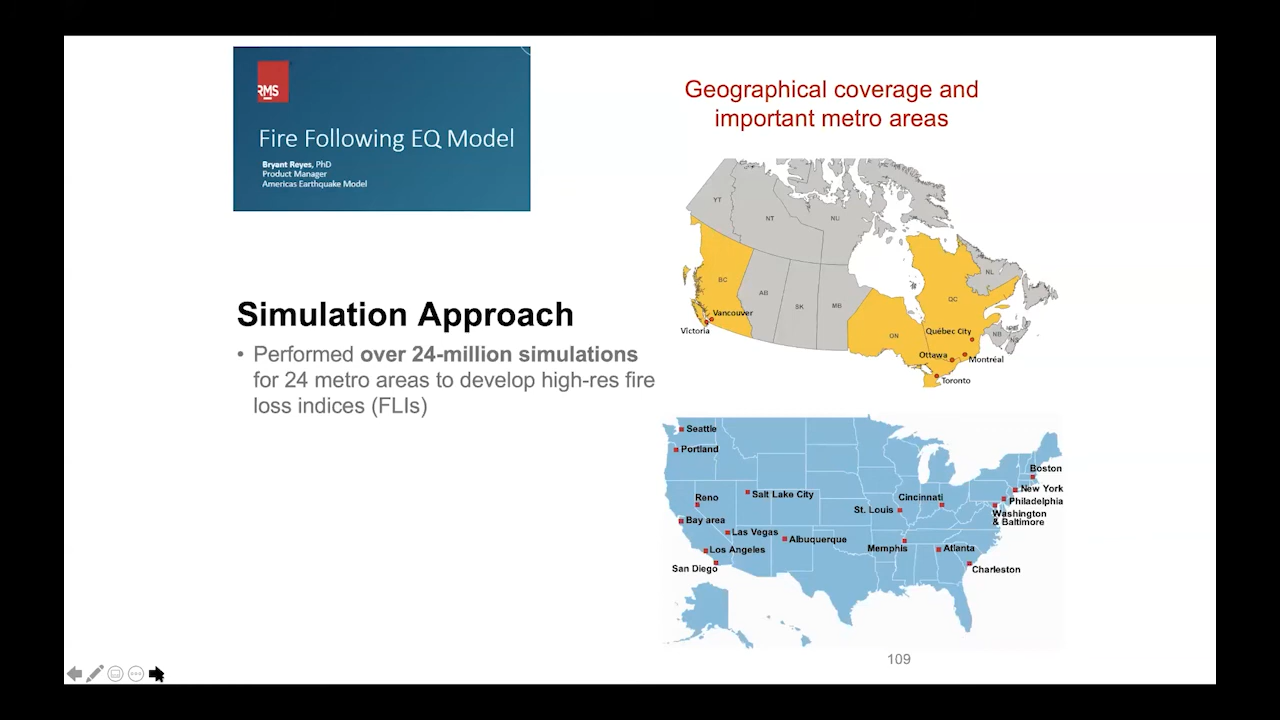 RMS
Fire Following EQ Model
Bryant Reyes, PhD
Product Manager
Americas Earthquake Model
Simulation Approach
• Performed over 24-million simulations
for 24 metro areas to develop high-res fire
loss indices (FLIs)
Geographical coverage and
important metro areas
YT
NT
NU
BC
AB
SK
MB
ON
QC
NL
NB
NS
Vancouver
Victoria
Québec City
Ottawa
Montréal
Toronto
Seattle
Portland
Boston
New York
Philadelphia
Washington
& Baltimore
Reno
Salt Lake City
Cincinnati
St. Louis
Bay area
Las Vegas
Albuquerque
Los Angeles
Memphis
Atlanta
San Diego
Charleston
109